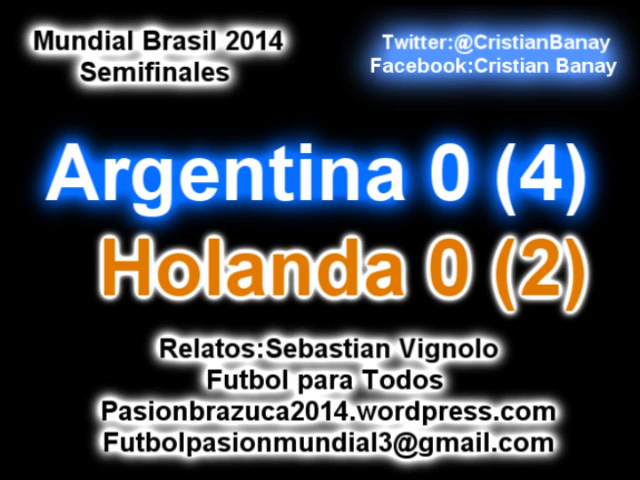 Mundial Brasil 2014
Semifinales
Twitter:@CristianBanay
Facebook:Cristian Banay
Argentina 0 (4)
Holanda 0 (2)
Relatos:Sebastian Vignolo
Futbol para Todos
Pasionbrazuca2014.wordpress.com
Futbolpasionmundial3@gmail.com